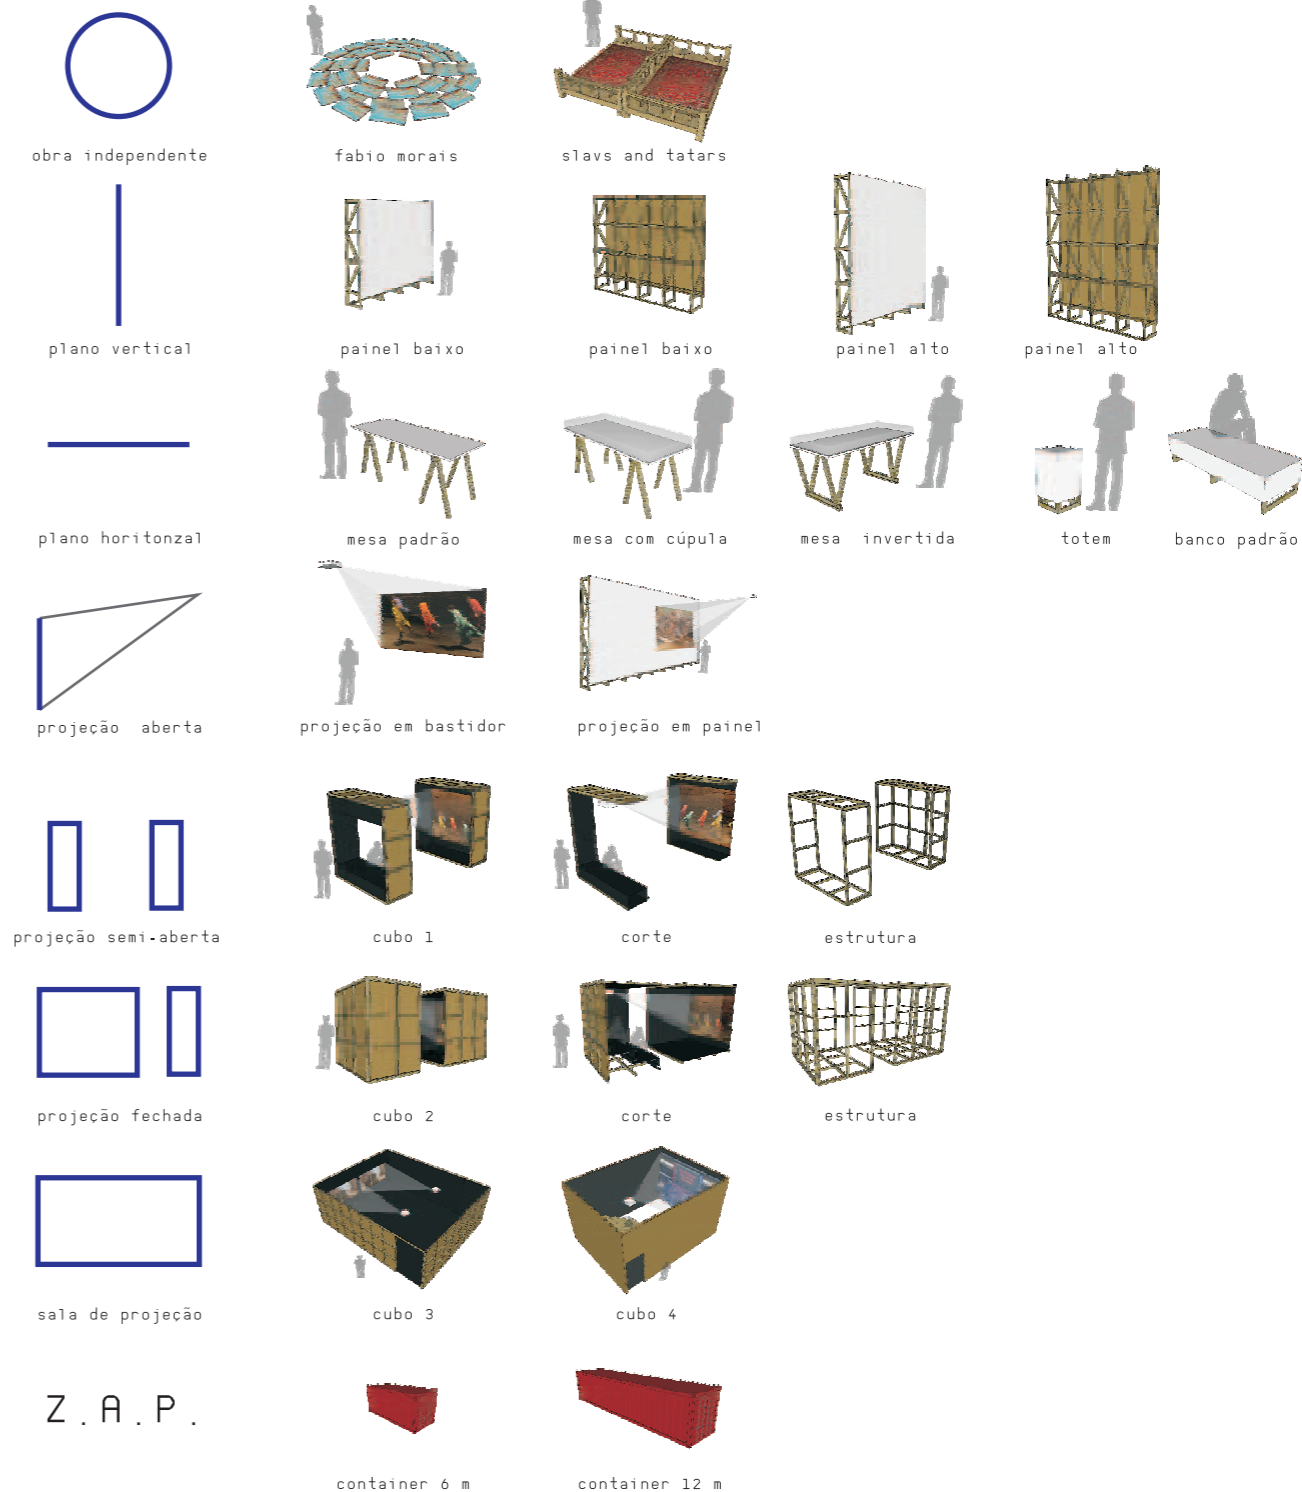 obra independente
fabio morais
slavs and tatars
plano vertical
painel baixo
painel baixo
painel alto
painel alto
plano horitonzal
mesa padrão
mesa com cúpula
mesa invertida
totem
banco padrão
projeção aberta
projeção em bastidor
projeção em painel
projeção semi-aberta
cubo 1
corte
estrutura
projeção fechada
cubo 2
corte
estrutura
sala de projeção
cubo 3
cubo 4
Z.A.P.
container 6 m
container 12 m